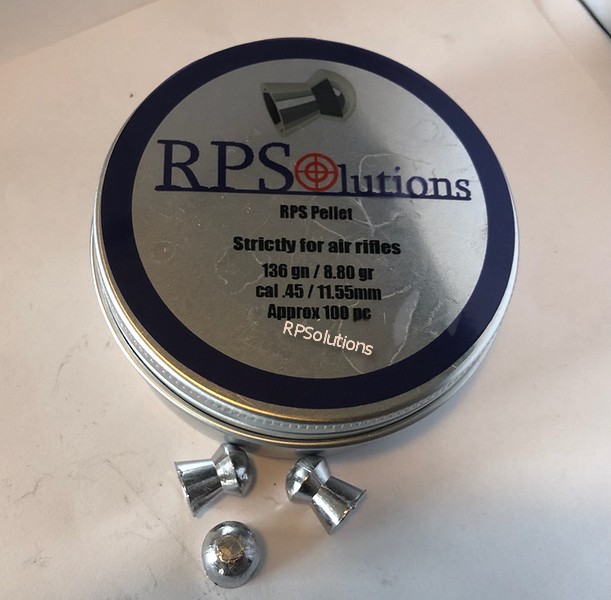 RPSolutions
RPS Pellet
Strictly for air rifles
136 gn / 8.80 gr
cal .45 / 11.55mm
Approx 100 pc
RPSolutions